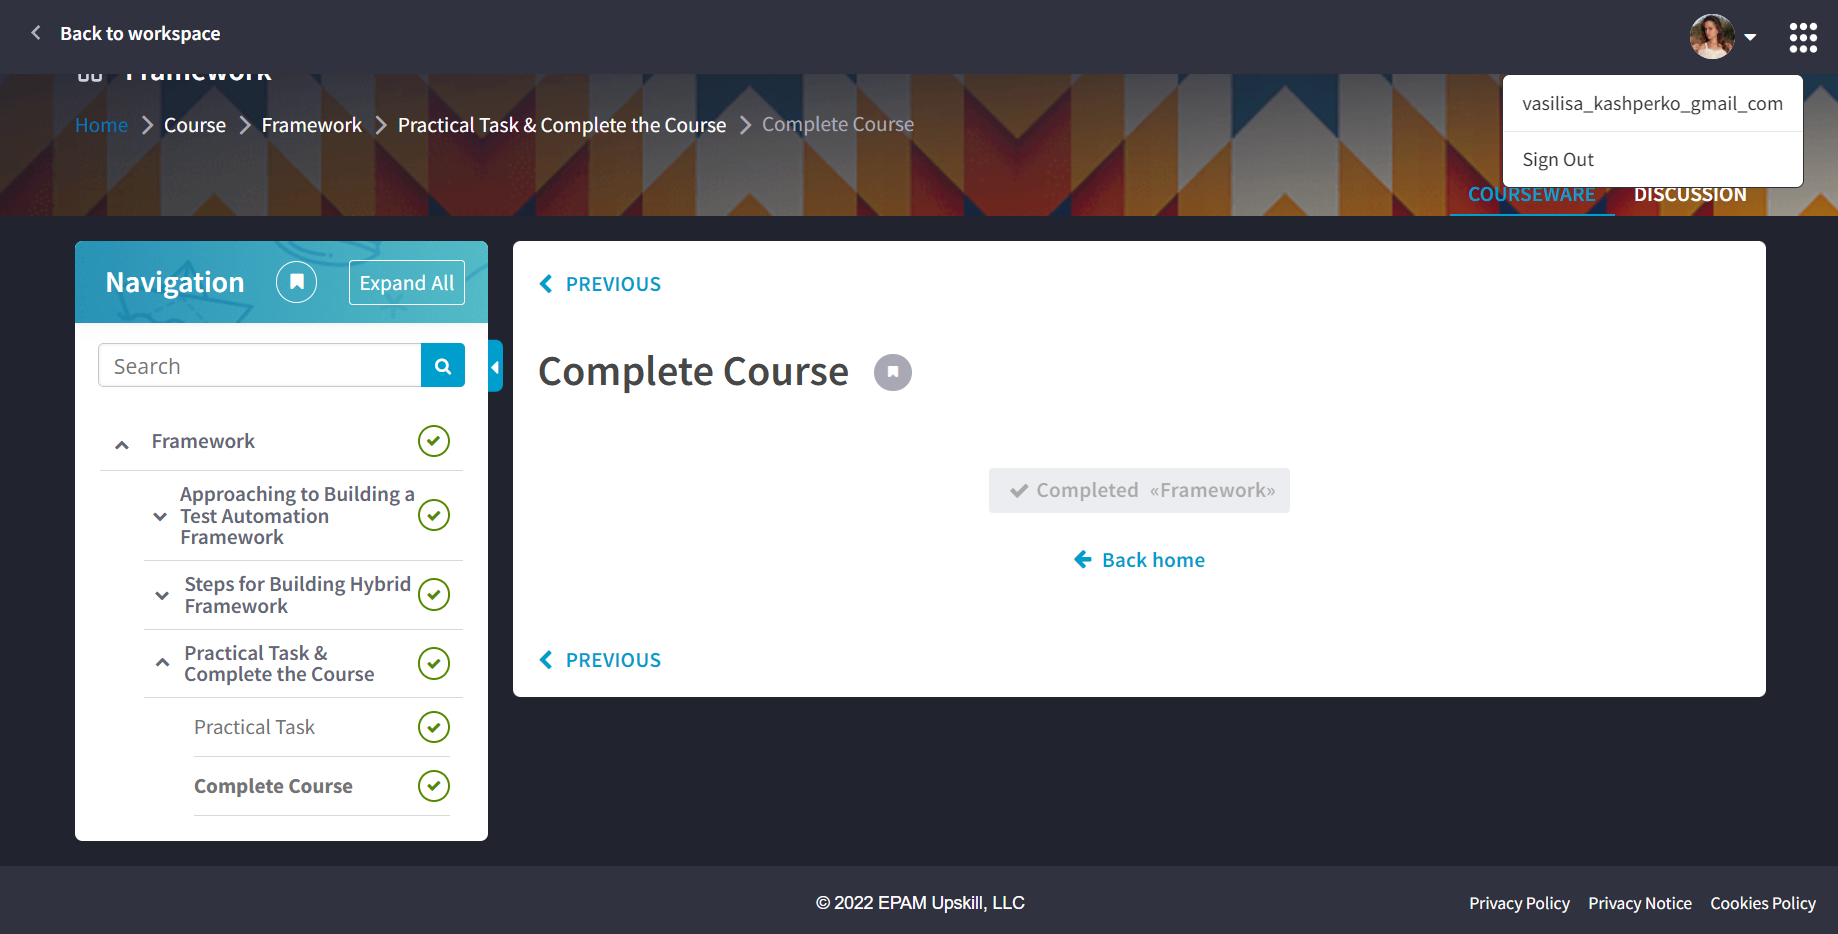 Back to workspace
Framework
vasilisa_kashperko_gmail_com
Sign Out
Home Course Framework Practical Task & Complete the Course Complete Course
COURSEWARE DISCUSSION
Navigation Expand All
Search
Framework
Approaching to Building a
Test Automation
Framework
Steps for Building Hybrid
Framework
Practical Task &
Complete the Course
Practical Task
Complete Course
PREVIOUS
Complete Course
Completed «Framework»
Back home
PREVIOUS
© 2022 EPAM Upskill, LLC
Privacy Policy Privacy Notice Cookies Policy